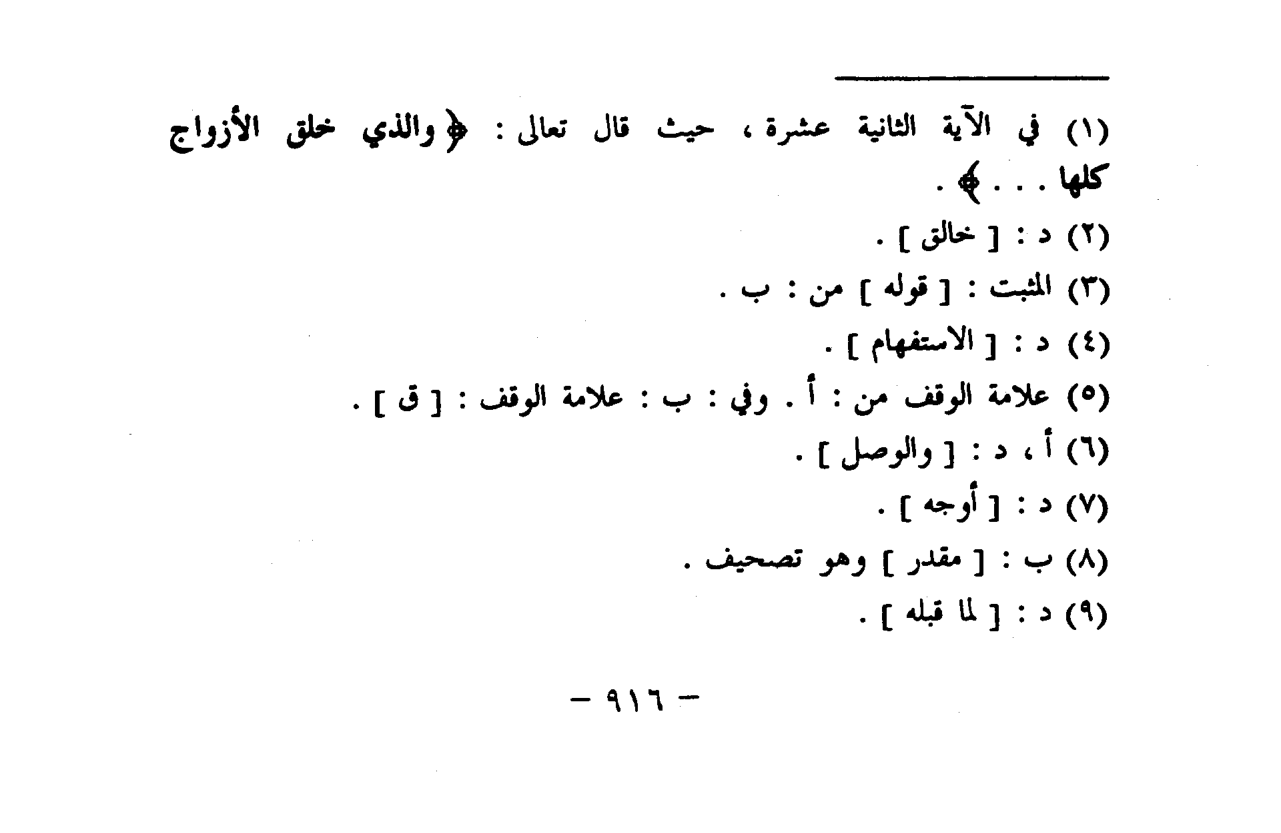 (١) في الآية الثانية عشرة ، حيث قال تعالى : ﴿ والذي خلق الأزواج
كلها . . . ﴾ .
(٢) د : [ خالق ] .
(٣) المثبت : [ قوله ] من : ب .
(٤) د : [ الاستفهام ] .
(٥) علامة الوقف من : أ . وفي : ب : علامة الوقف : [ ق ] .
(٦) أ ، د : [ والوصل ] .
(٧) د : [ أوجه ] .
(٨) ب : [ مقدر ] وهو تصحيف .
(٩) د : [ لما قبله ] .
– ٩١٦ –